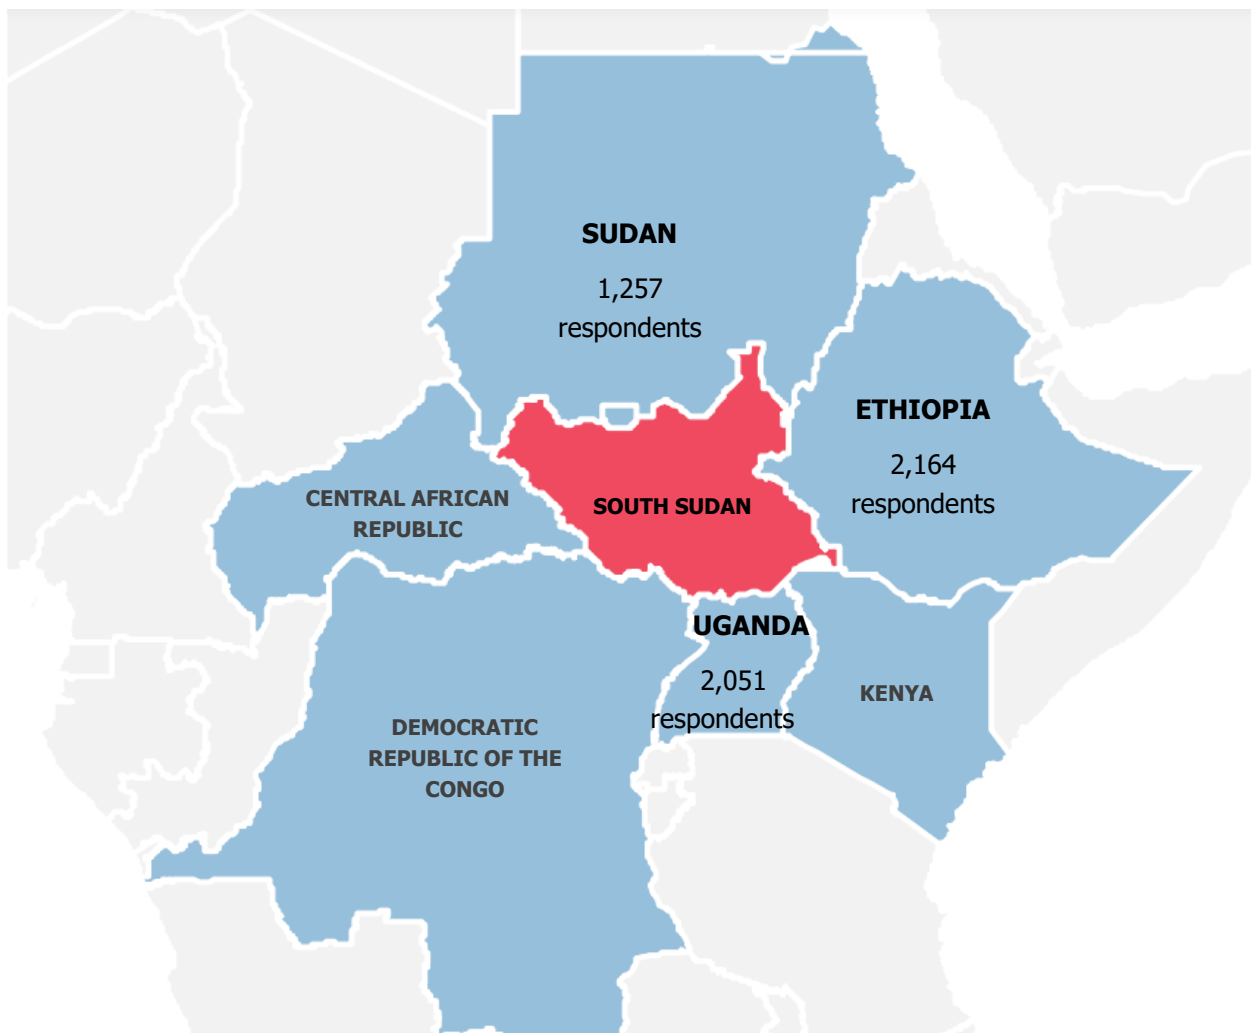 SUDAN
1,257
respondents
ETHIOPIA
2,164
respondents
CENTRAL AFRICAN
REPUBLIC
SOUTH SUDAN
UGANDA
2,051
respondents
KENYA
DEMOCRATIC
REPUBLIC OF THE
CONGO